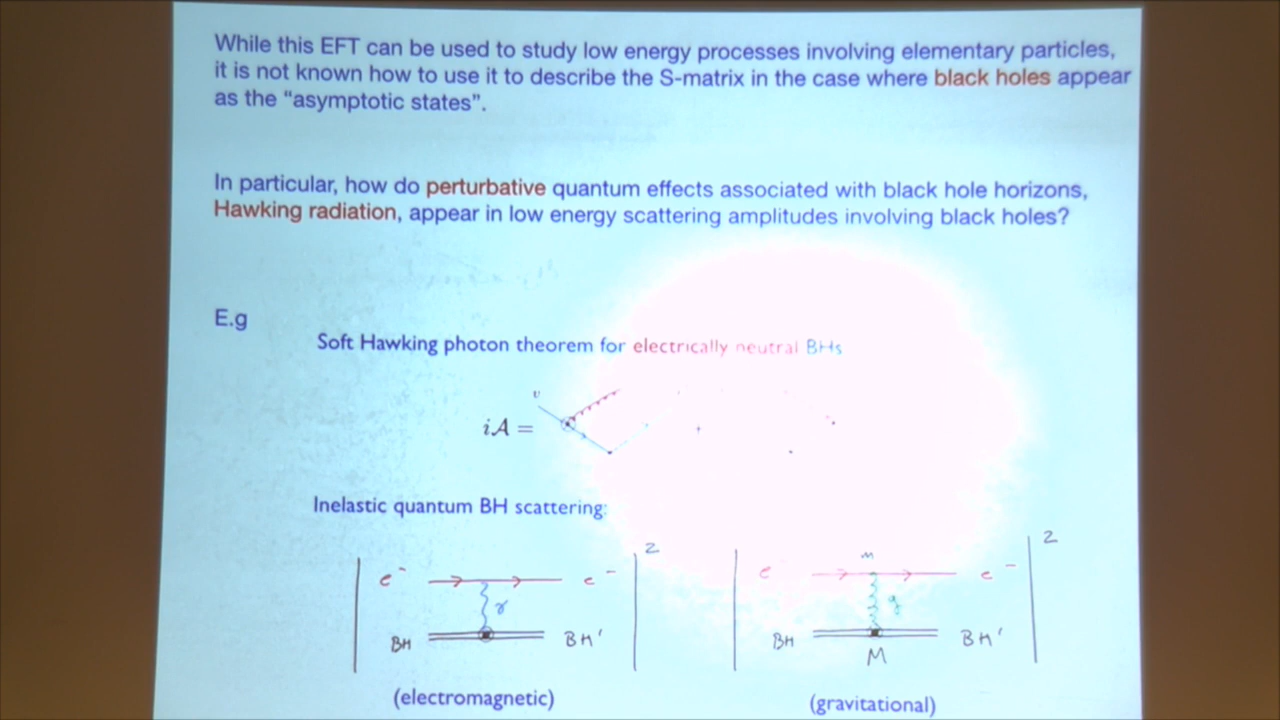 While this EFT can be used to study low energy processes involving elementary particles,
it is not known how to use it to describe the S-matrix in the case where black holes appear
as the “asymptotic states”.
In particular, how do perturbative quantum effects associated with black hole horizons,
Hawking radiation, appear in low energy scattering amplitudes involving black holes?
E.g
Soft Hawking photon theorem for electrically neutral BHs
iA =
Inelastic quantum BH scattering:
2 2
e⁻ e⁻ e m e⁻
γ g
BH BH' BH M BH'
(electromagnetic) (gravitational)